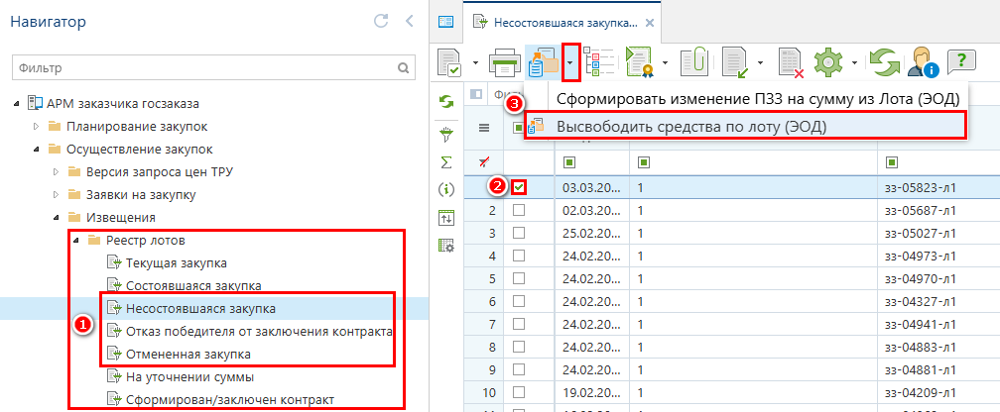 Навигатор
Фильтр
АРМ заказчика госзаказа
Планирование закупок
Осуществление закупок
Версия запроса цен ТРУ
Заявки на закупку
Извещения
Реестр лотов
Текущая закупка
Состоявшаяся закупка
Несостоявшаяся закупка
1
Отказ победителя от заключения контракта
Отмененная закупка
На уточнении суммы
Сформирован/заключен контракт
Несостоявшаяся закупка...
Сформировать изменение ПЗЗ на сумму из Лота (ЭОД)
3
Высвободить средства по лоту (ЭОД)
2
03.03.20... 1 зз-05823-л1
2 02.03.20... 1 зз-05687-л1
3 25.02.20... 1 зз-05027-л1
4 24.02.20... 1 зз-04973-л1
5 24.02.20... 1 зз-04970-л1
6 24.02.20... 1 зз-04327-л1
7 24.02.20... 1 зз-04941-л1
8 24.02.20... 1 зз-04883-л1
9 24.02.20... 1 зз-04881-л1
10 19.02.20... 1 зз-04209-л1